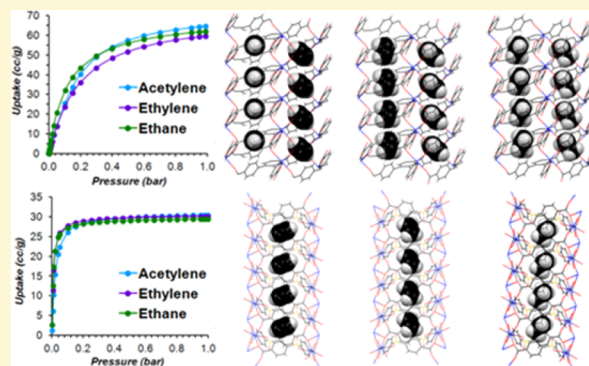 70
60
50
40
30
20
10
0
Uptake (cc/g)
Acetylene
Ethylene
Ethane
0 0.2 0.4 0.6 0.8 1.0
Pressure (bar)
35
30
25
20
15
10
5
0
Uptake (cc/g)
Acetylene
Ethylene
Ethane
0 0.2 0.4 0.6 0.8 1.0
Pressure (bar)